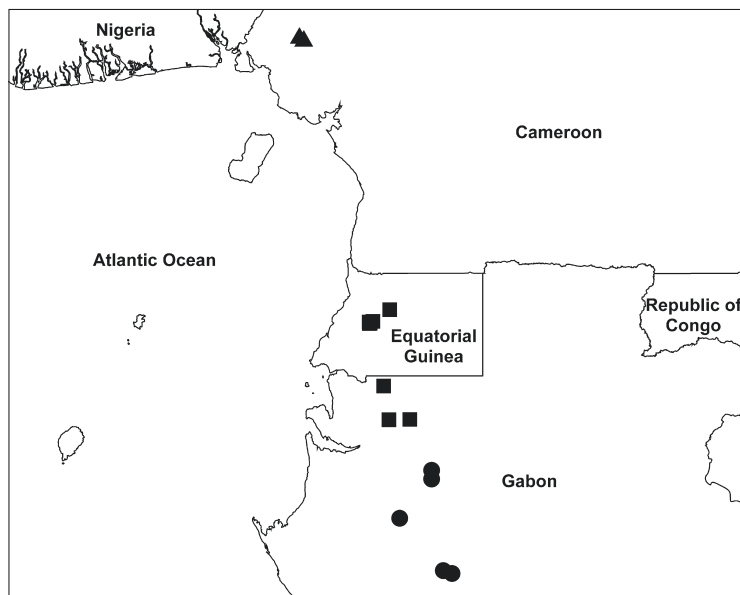 Nigeria
Cameroon
Atlantic Ocean
Republic of
Congo
Equatorial
Guinea
Gabon